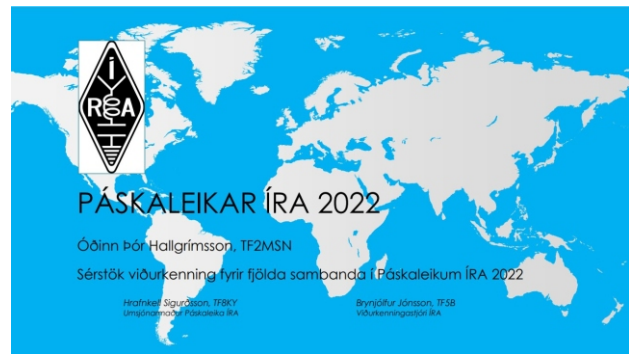 Í
RA
PÁSKALEIKAR ÍRA 2022
Óðinn Þór Hallgrímsson, TF2MSN
Sérstök viðurkenning fyrir fjölda sambanda í Páskaleikum ÍRA 2022
Hrafnkell Sigurðsson, TF8KY
Umsjónarmaður Páskaleika ÍRA
Brynjólfur Jónsson, TF5B
Viðurkenningastjóri ÍRA